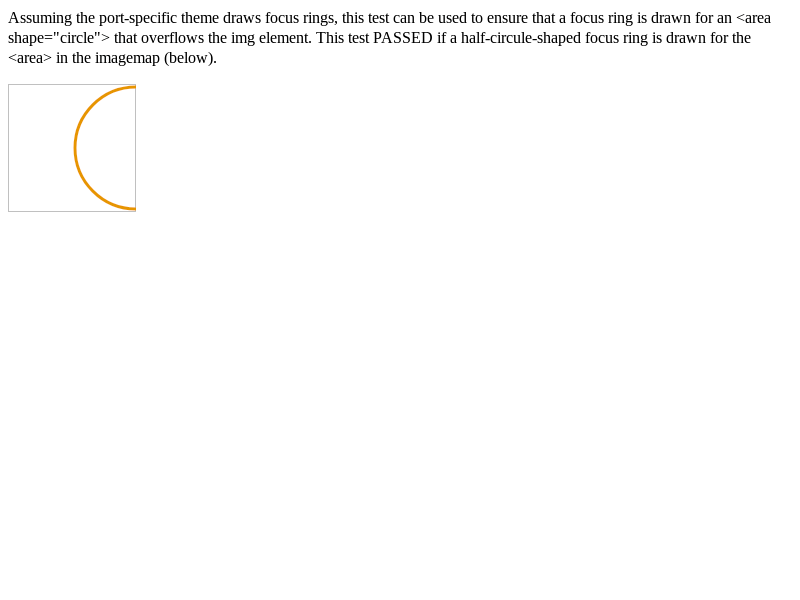 Assuming the port-specific theme draws focus rings, this test can be used to ensure that a focus ring is drawn for an <area
shape="circle"> that overflows the img element. This test PASSED if a half-circule-shaped focus ring is drawn for the
<area> in the imagemap (below).